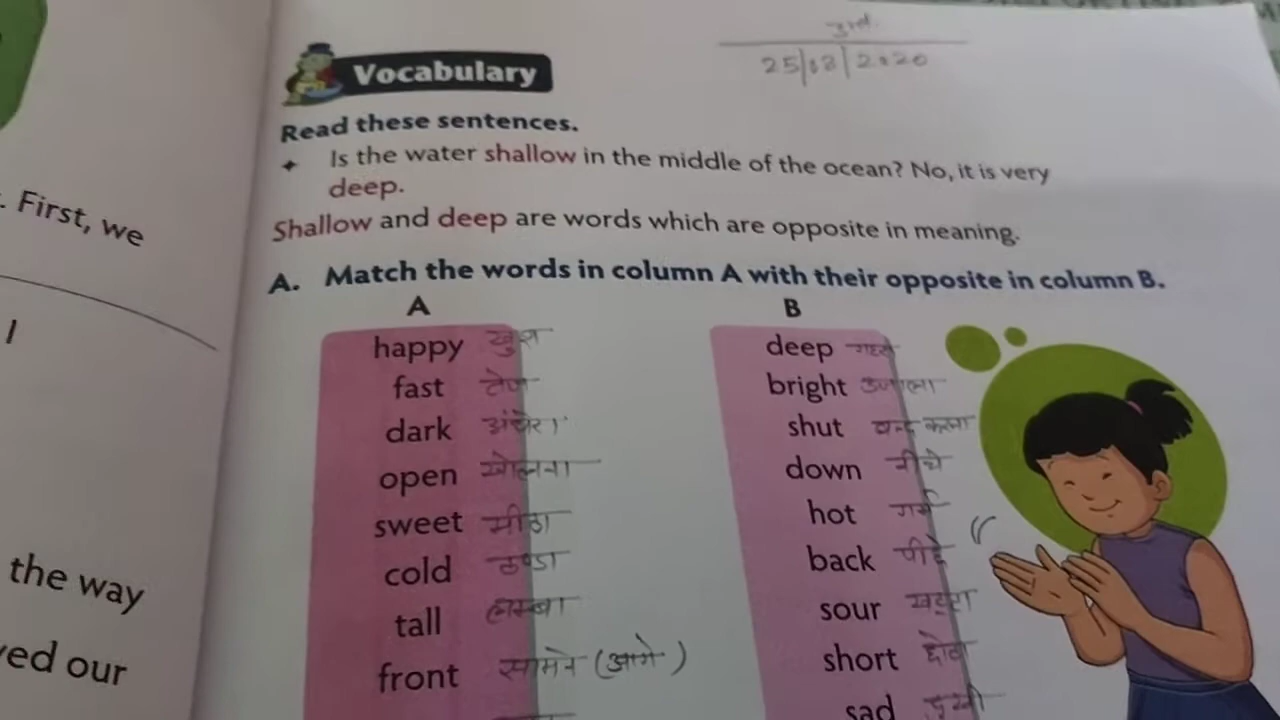 25/08/2020
Vocabulary
Read these sentences.
Is the water shallow in the middle of the ocean? No, it is very
deep.
Shallow and deep are words which are opposite in meaning.
. First, we
A. Match the words in column A with their opposite in column B.
A B
happy खुश deep गहरा
fast तेज bright उजाला
dark अंधेरा shut बन्द करना
open खोलना down नीचे
sweet मीठा hot गर्म
cold ठण्डा back पीछे
tall लम्बा sour खट्टा
front सामने (आगे) short छोटा
sad दुखी
I
the way
ved our